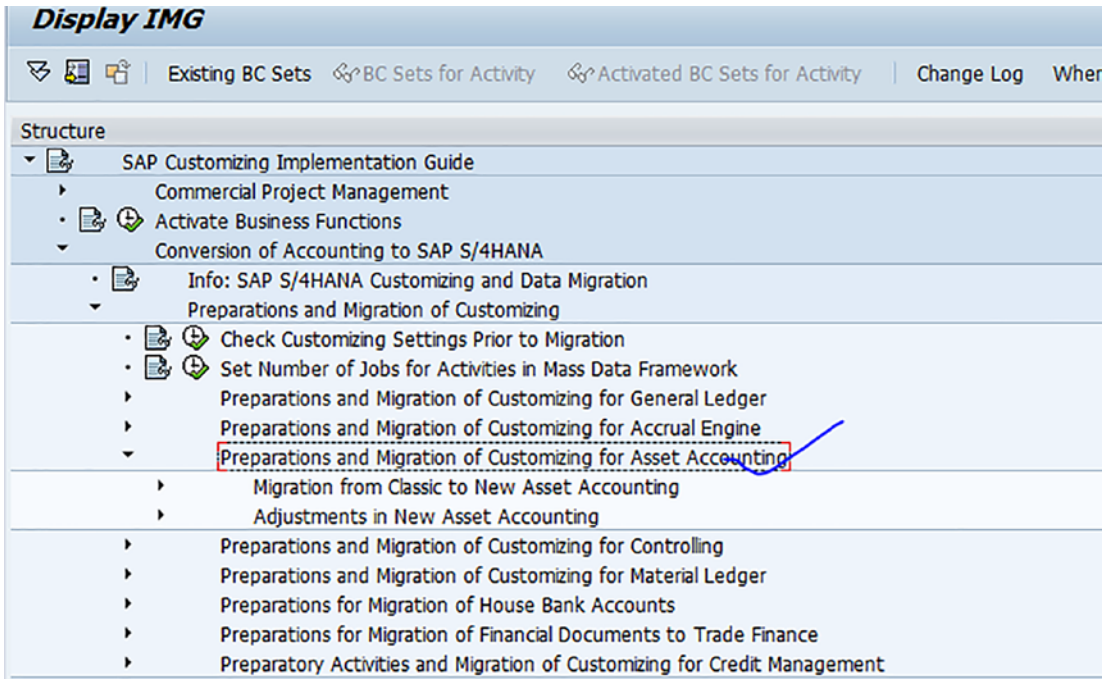 Display IMG
Existing BC Sets BC Sets for Activity Activated BC Sets for Activity Change Log
Structure
SAP Customizing Implementation Guide
Commercial Project Management
Activate Business Functions
Conversion of Accounting to SAP S/4HANA
Info: SAP S/4HANA Customizing and Data Migration
Preparations and Migration of Customizing
Check Customizing Settings Prior to Migration
Set Number of Jobs for Activities in Mass Data Framework
Preparations and Migration of Customizing for General Ledger
Preparations and Migration of Customizing for Accrual Engine
Preparations and Migration of Customizing for Asset Accounting
Migration from Classic to New Asset Accounting
Adjustments in New Asset Accounting
Preparations and Migration of Customizing for Controlling
Preparations and Migration of Customizing for Material Ledger
Preparations for Migration of House Bank Accounts
Preparations for Migration of Financial Documents to Trade Finance
Preparatory Activities and Migration of Customizing for Credit Management